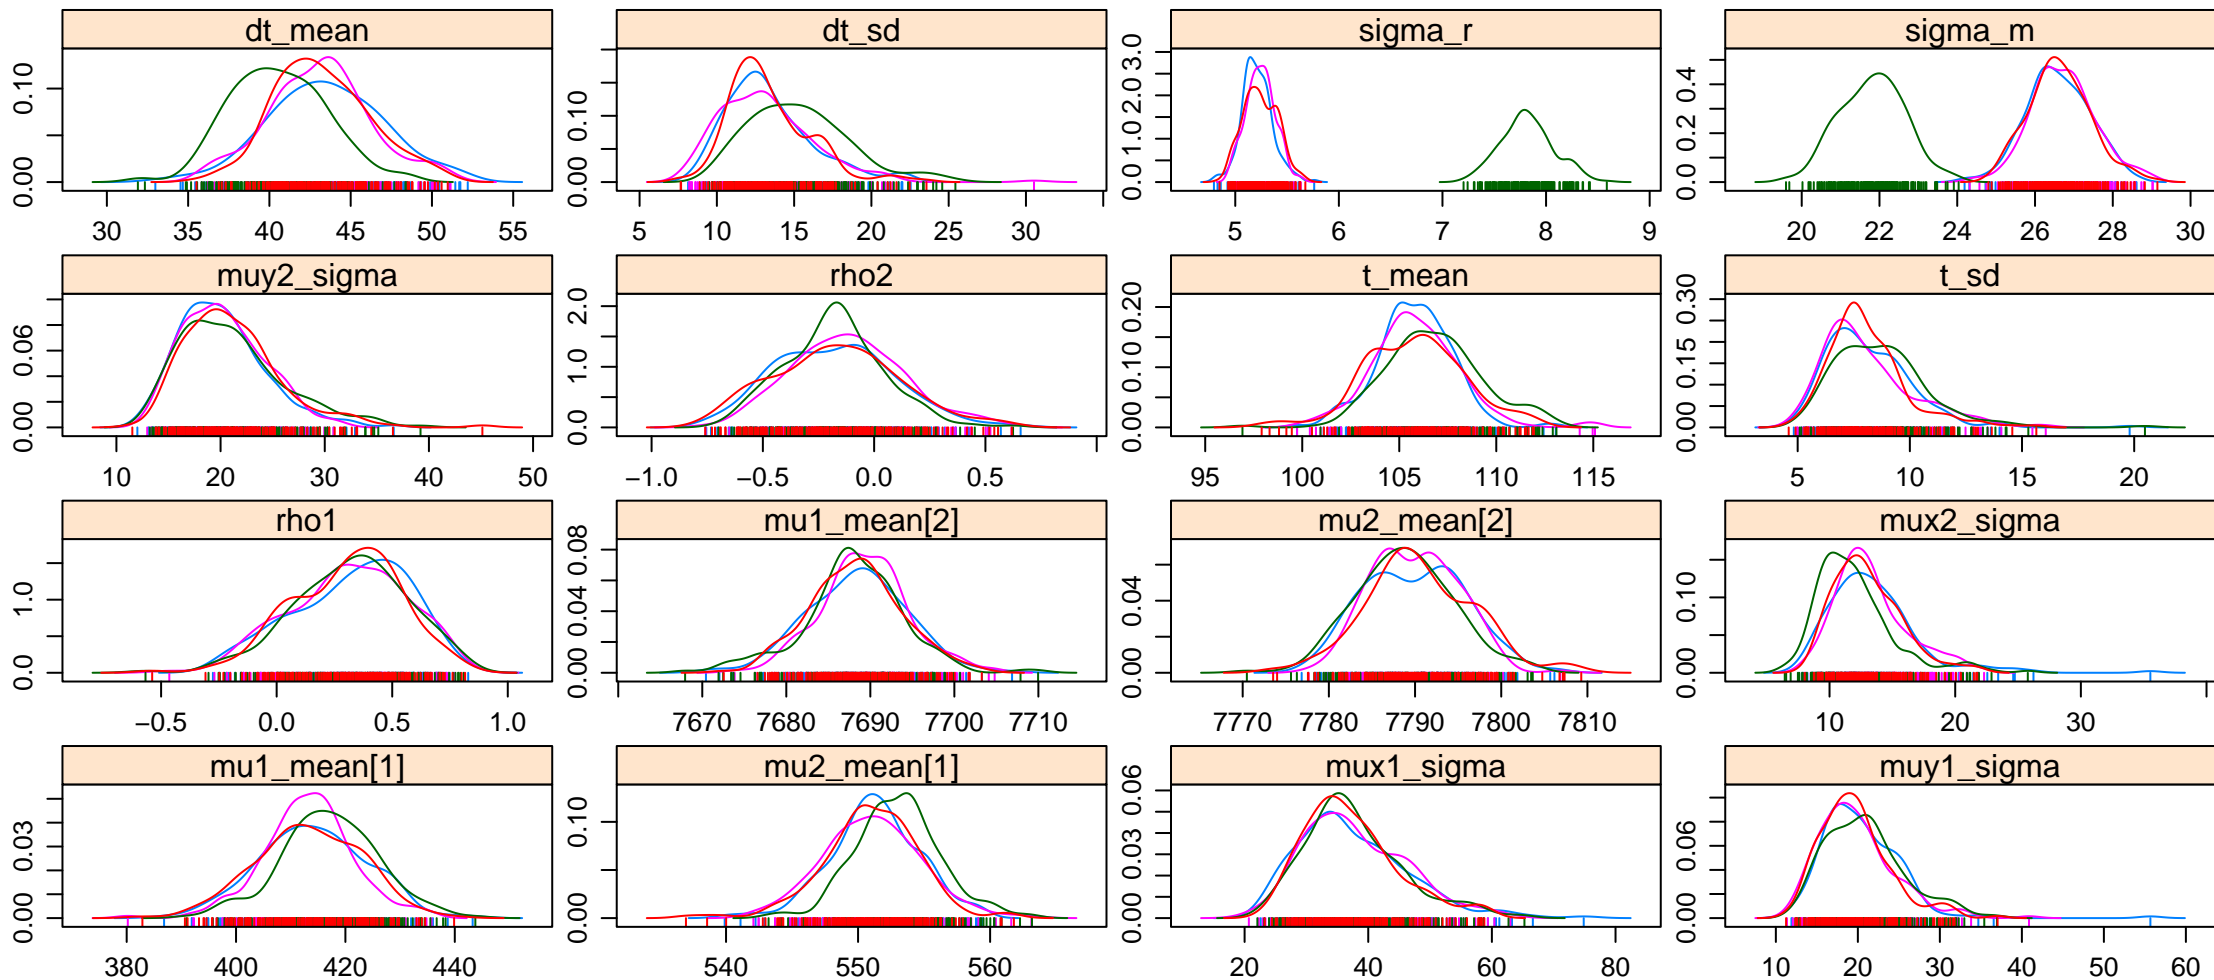 dt_mean dt_sd sigma_r sigma_m
0.00 0.10 0.00 0.10 0.0 1.0 2.0 3.0 0.0 0.2 0.4
30 35 40 45 50 55 5 10 15 20 25 30 5 6 7 8 9 20 22 24 26 28 30
muy2_sigma rho2 t_mean t_sd
0.00 0.06 0.0 1.0 2.0 0.00 0.10 0.20 0.00 0.15 0.30
10 20 30 40 50 −1.0 −0.5 0.0 0.5 95 100 105 110 115 5 10 15 20
rho1 mu1_mean[2] mu2_mean[2] mux2_sigma
0.0 1.0 0.00 0.04 0.08 0.00 0.04 0.00 0.10
−0.5 0.0 0.5 1.0 7670 7680 7690 7700 7710 7770 7780 7790 7800 7810 10 20 30
mu1_mean[1] mu2_mean[1] mux1_sigma muy1_sigma
0.00 0.03 0.00 0.10 0.00 0.03 0.06 0.00 0.06
380 400 420 440 540 550 560 20 40 60 80 10 20 30 40 50 60